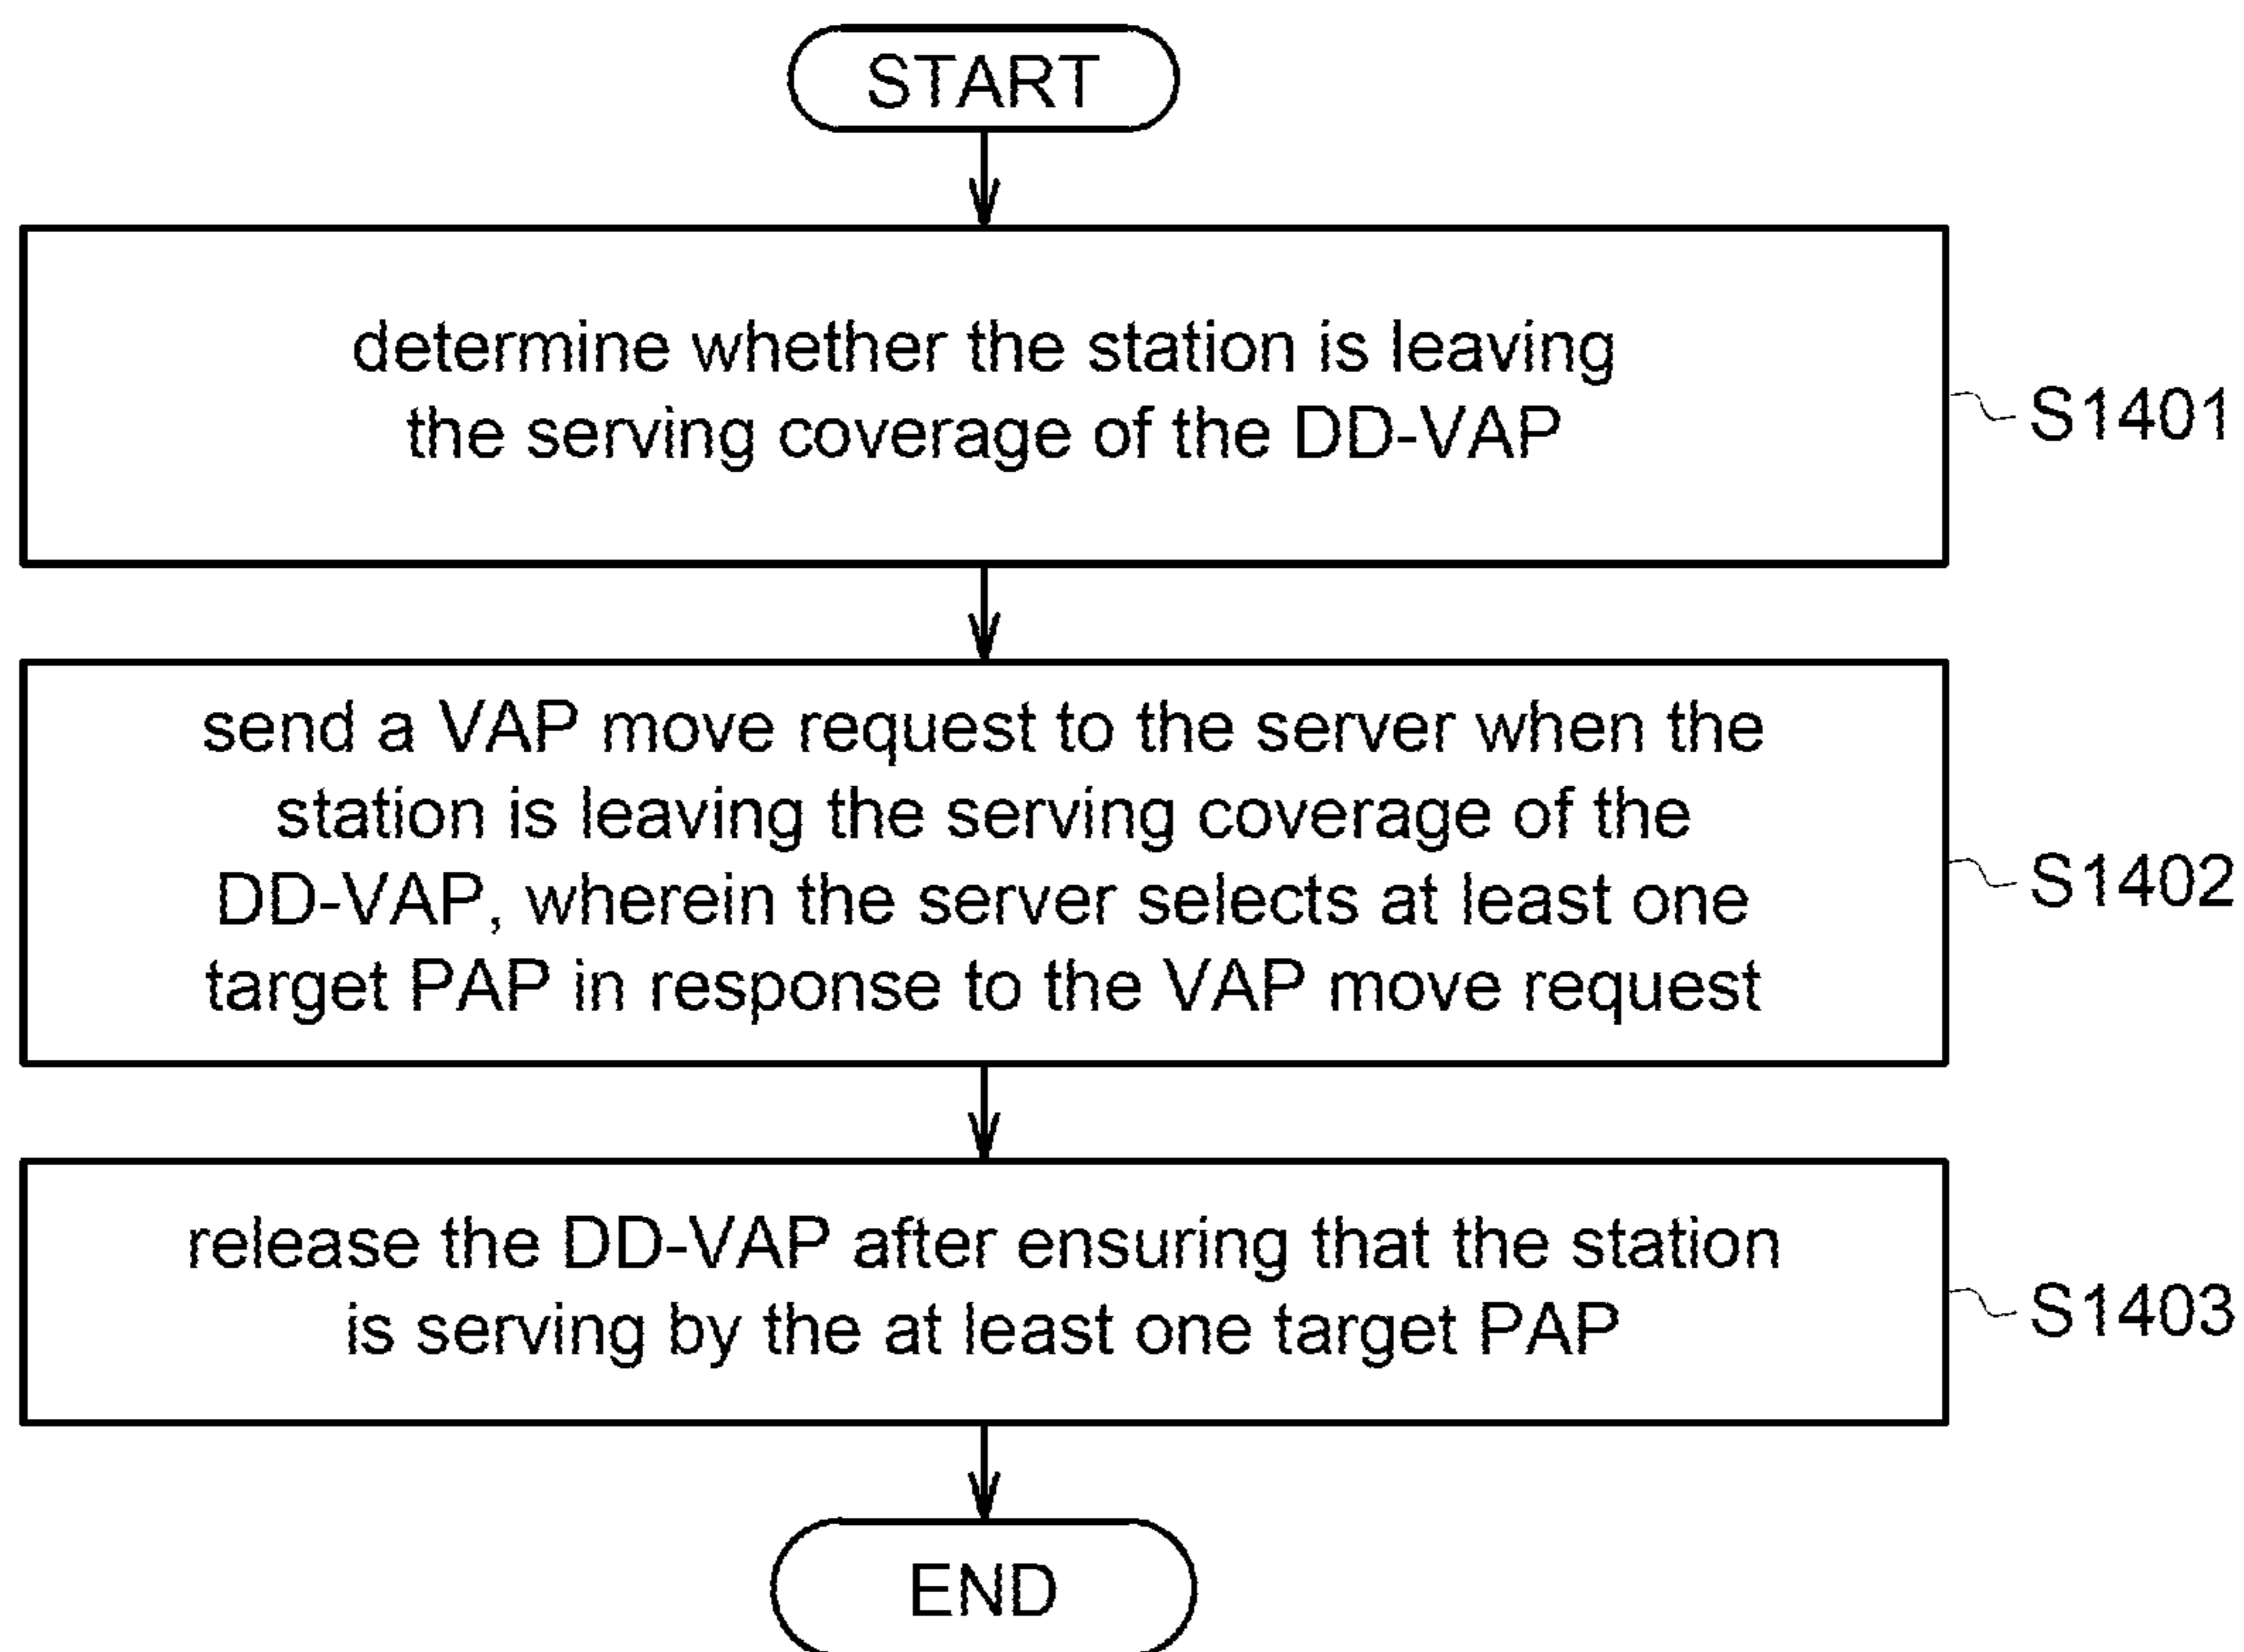 START
determine whether the station is leaving
the serving coverage of the DD-VAP
S1401
send a VAP move request to the server when the
station is leaving the serving coverage of the
DD-VAP, wherein the server selects at least one
target PAP in response to the VAP move request
S1402
release the DD-VAP after ensuring that the station
is serving by the at least one target PAP
S1403
END